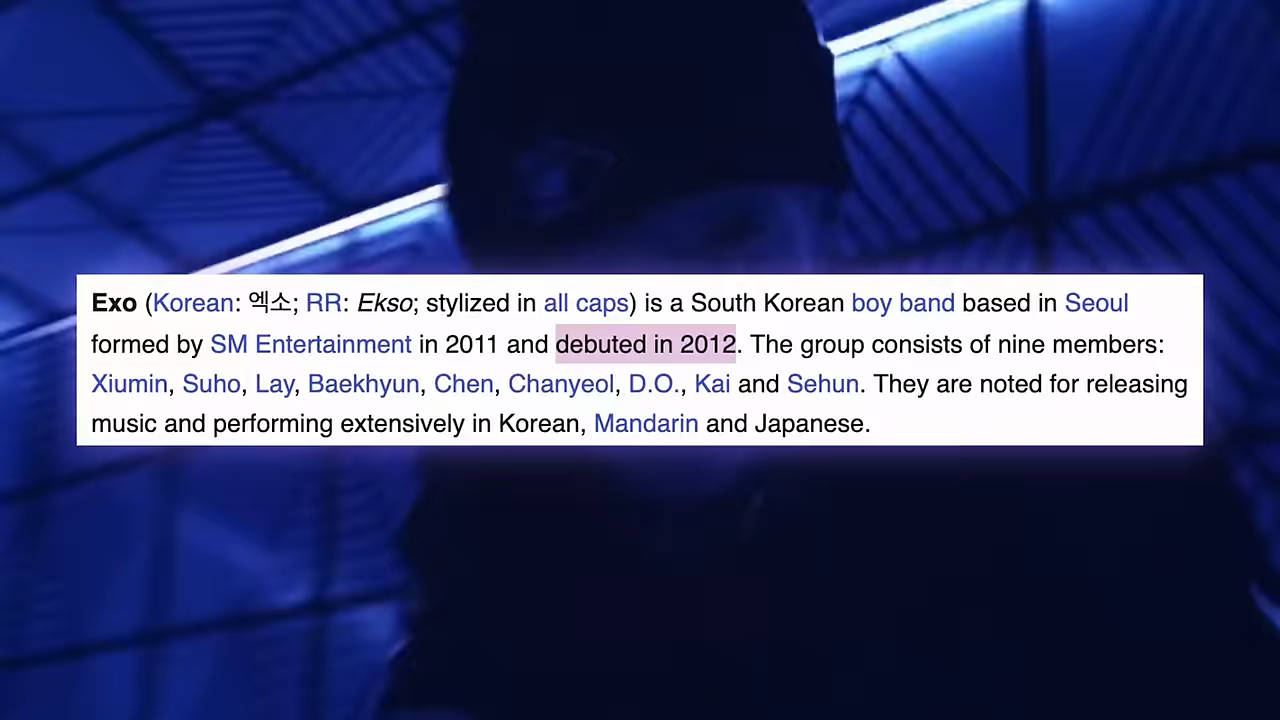 Exo (Korean: 엑소; RR: Ekso; stylized in all caps) is a South Korean boy band based in Seoul
formed by SM Entertainment in 2011 and debuted in 2012. The group consists of nine members:
Xiumin, Suho, Lay, Baekhyun, Chen, Chanyeol, D.O., Kai and Sehun. They are noted for releasing
music and performing extensively in Korean, Mandarin and Japanese.